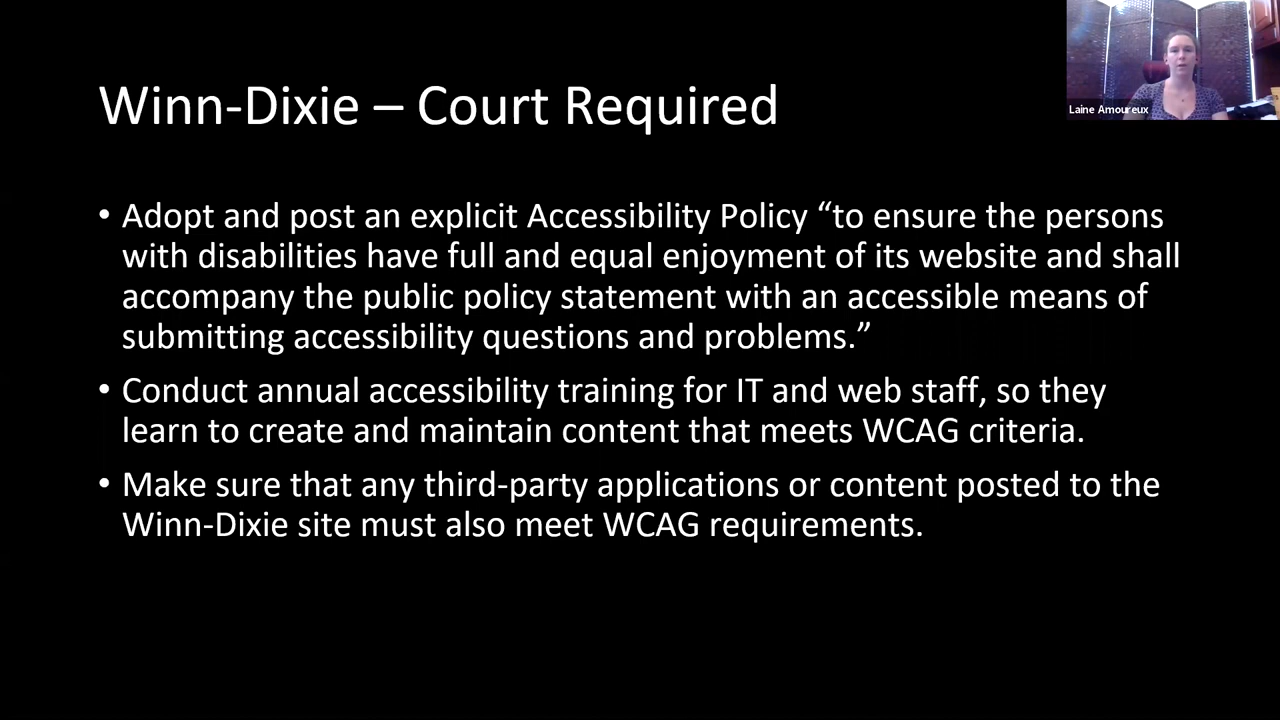 Winn-Dixie – Court Required
Laine Amoureux
• Adopt and post an explicit Accessibility Policy “to ensure the persons
with disabilities have full and equal enjoyment of its website and shall
accompany the public policy statement with an accessible means of
submitting accessibility questions and problems.”
• Conduct annual accessibility training for IT and web staff, so they
learn to create and maintain content that meets WCAG criteria.
• Make sure that any third-party applications or content posted to the
Winn-Dixie site must also meet WCAG requirements.